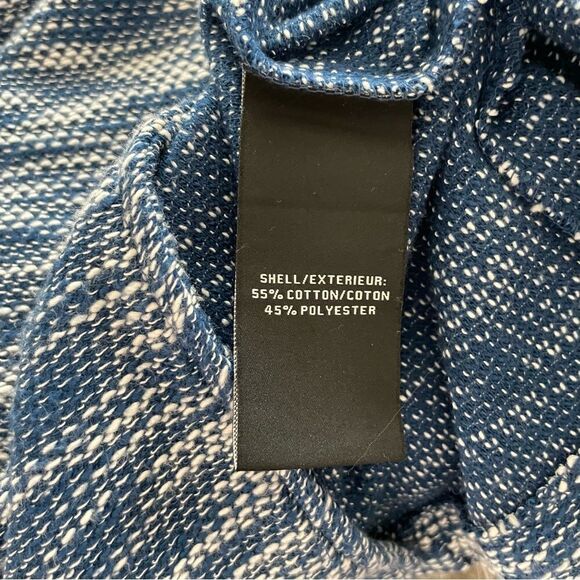 SHELL/EXTERIEUR:
55% COTTON/COTON
45% POLYESTER